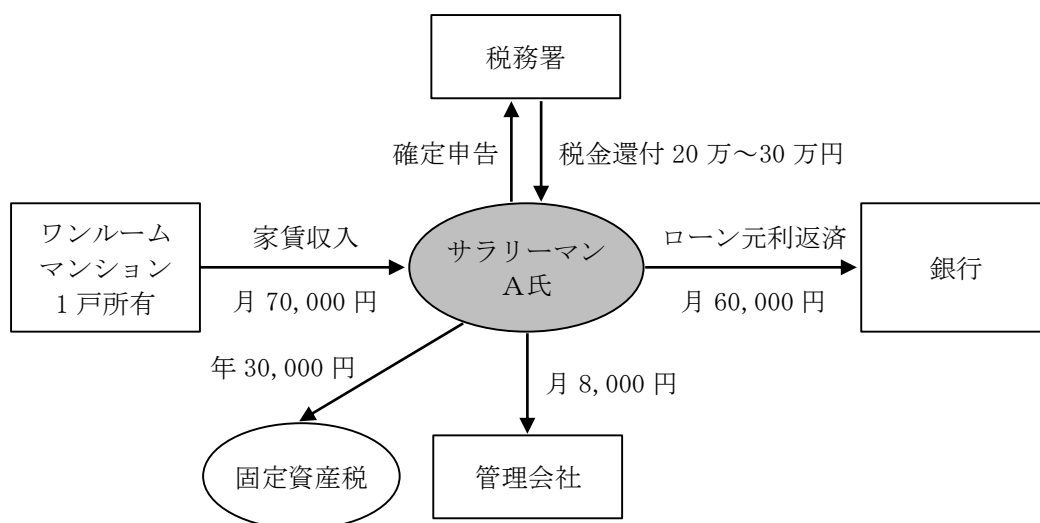 税務署
確定申告
税金還付 20 万～30 万円
ワンルーム
マンション
1 戸所有
家賃収入
月 70,000 円
サラリーマン
A氏
ローン元利返済
月 60,000 円
銀行
年 30,000 円
月 8,000 円
固定資産税
管理会社